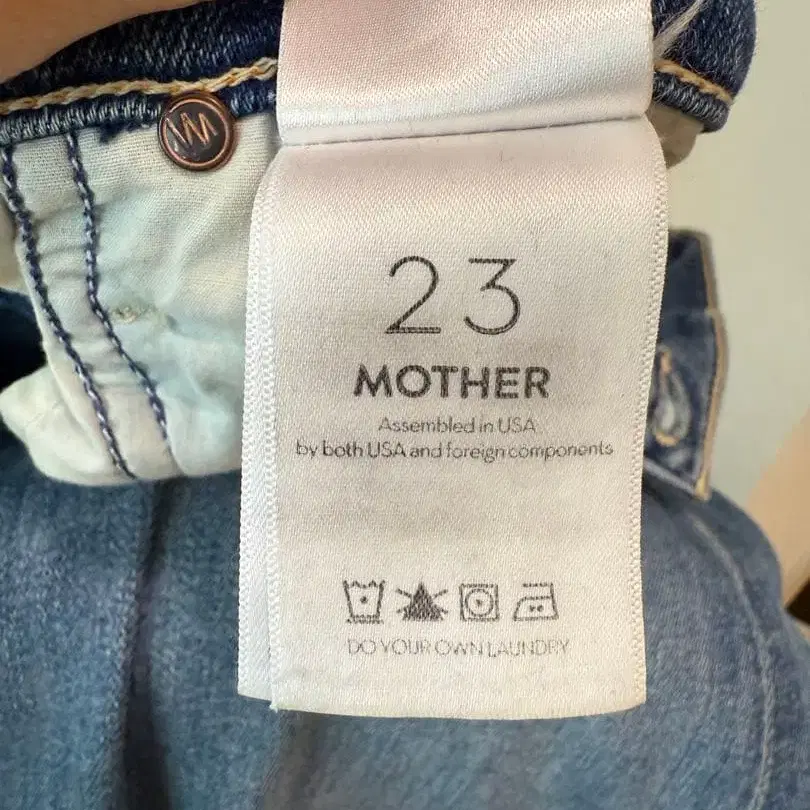 23
MOTHER
Assembled in USA
by both USA and foreign components
DO YOUR OWN LAUNDRY